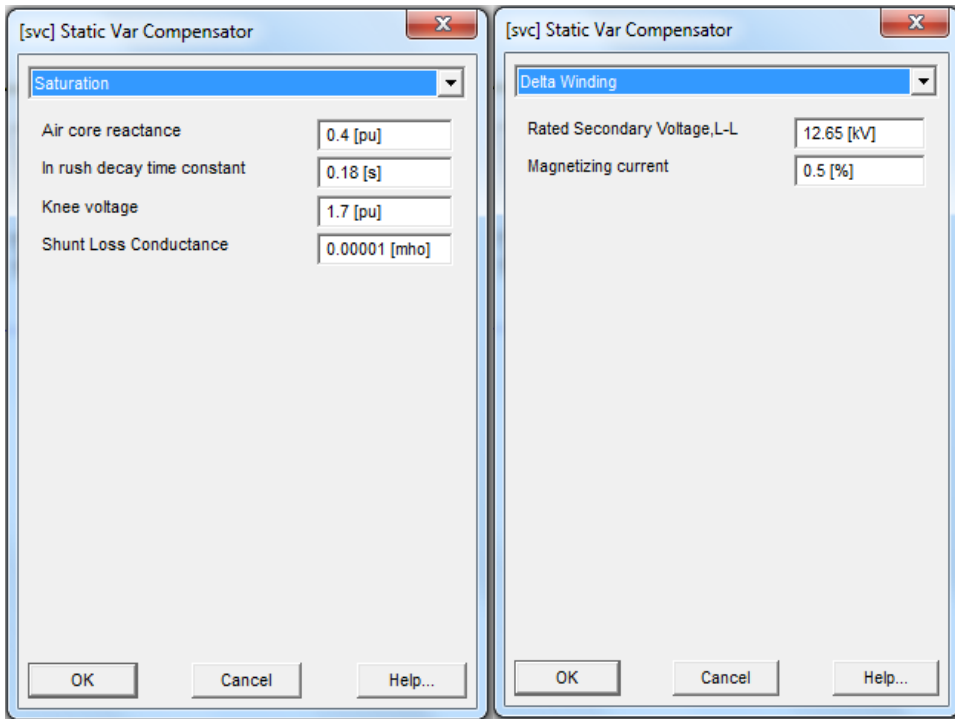 [svc] Static Var Compensator
Saturation
Air core reactance 0.4 [pu]
In rush decay time constant 0.18 [s]
Knee voltage 1.7 [pu]
Shunt Loss Conductance 0.00001 [mho]
OK Cancel Help...
[svc] Static Var Compensator
Delta Winding
Rated Secondary Voltage,L-L 12.65 [kV]
Magnetizing current 0.5 [%]
OK Cancel Help...